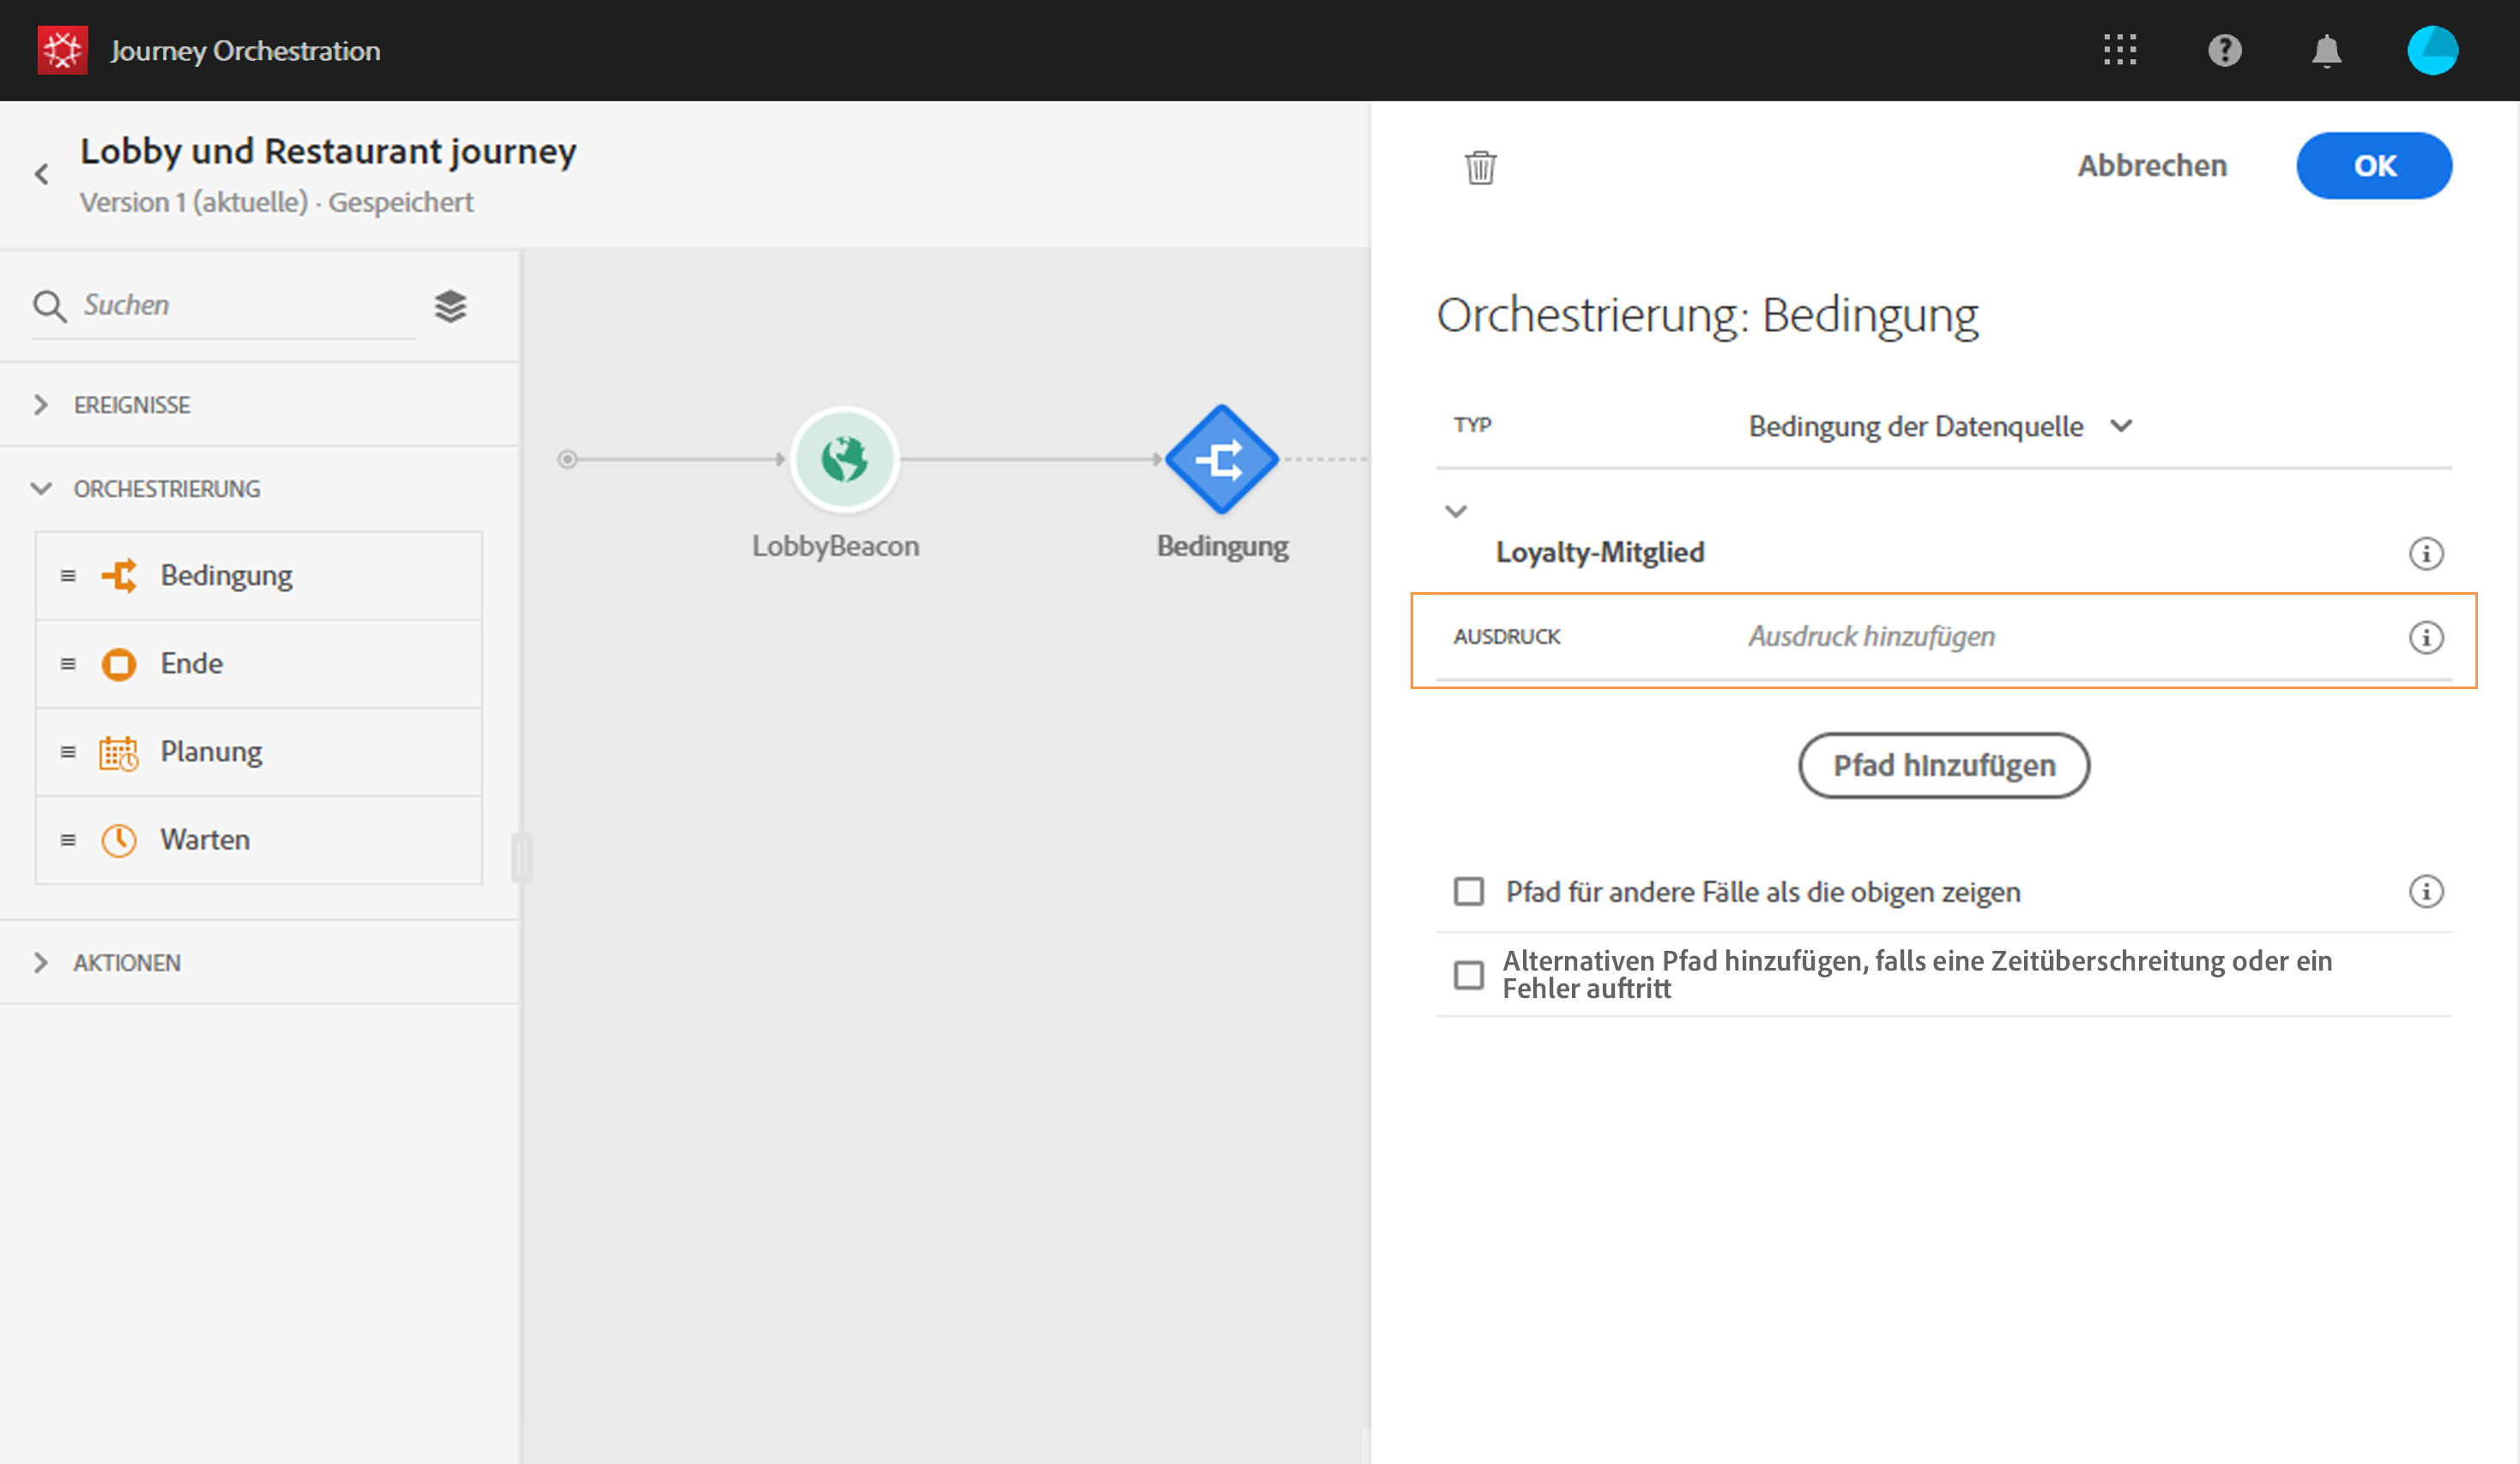 Journey Orchestration
Lobby und Restaurant journey
Version 1 (aktuelle) · Gespeichert
Suchen
EREIGNISSE
ORCHESTRIERUNG
Bedingung
Ende
Planung
Warten
AKTIONEN
LobbyBeacon
Bedingung
Abbrechen
OK
Orchestrierung: Bedingung
TYP
Bedingung der Datenquelle
Loyalty-Mitglied
AUSDRUCK
Ausdruck hinzufügen
Pfad hinzufügen
Pfad für andere Fälle als die obigen zeigen
Alternativen Pfad hinzufügen, falls eine Zeitüberschreitung oder ein
Fehler auftritt